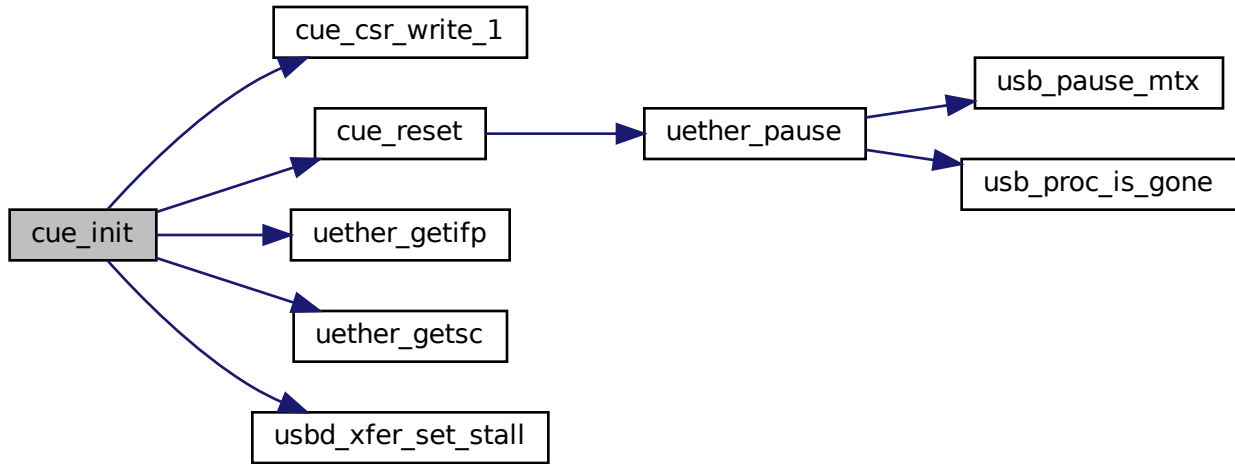 cue_init
cue_csr_write_1
cue_reset
uether_getifp
uether_getsc
usbd_xfer_set_stall
uether_pause
usb_pause_mtx
usb_proc_is_gone